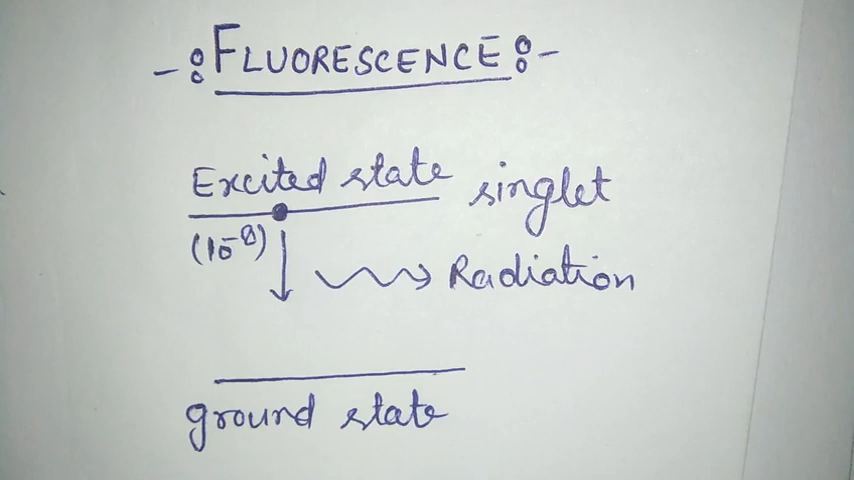 -:FLUORESCENCE:-
Excited state singlet
(10⁻⁸)
Radiation
ground state